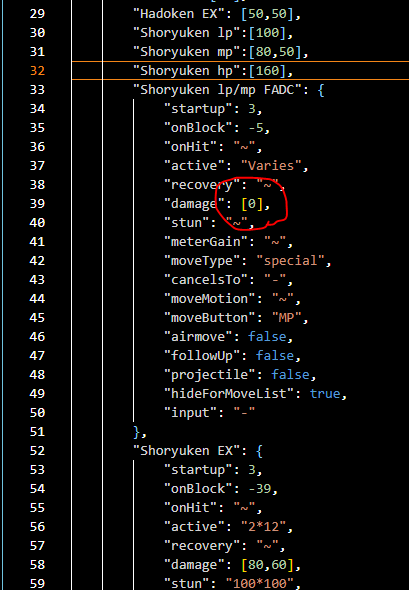 29 "Hadoken EX": [50,50],
30 "Shoryuken lp":[100],
31 "Shoryuken mp":[80,50],
32 "Shoryuken hp":[160],
33 "Shoryuken lp/mp FADC": {
34 "startup": 3,
35 "onBlock": -5,
36 "onHit": "~",
37 "active": "Varies",
38 "recovery": "~",
39 "damage": [0],
40 "stun": "~",
41 "meterGain": "~",
42 "moveType": "special",
43 "cancelsTo": "-",
44 "moveMotion": "~",
45 "moveButton": "MP",
46 "airmove": false,
47 "followUp": false,
48 "projectile": false,
49 "hideForMoveList": true,
50 "input": "-"
51 },
52 "Shoryuken EX": {
53 "startup": 3,
54 "onBlock": -39,
55 "onHit": "~",
56 "active": "2*12",
57 "recovery": "~",
58 "damage": [80,60],
59 "stun": "100*100",